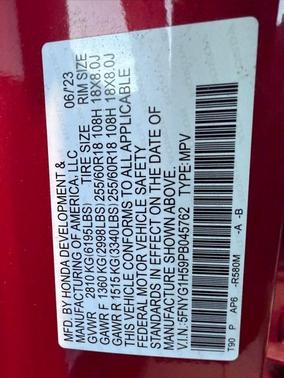 MFD. BY HONDA DEVELOPMENT & 06/'23
MANUFACTURING OF AMERICA, LLC.
TIRE SIZE RIM SIZE
GVWR 2810 KG(6195LBS)
GAWR F 1360 KG(2998LBS) 255/60R18 108H 18X8.0J
GAWR R 1515 KG(3340LBS) 255/60R18 108H 18X8.0J
THIS VEHICLE CONFORMS TO ALL APPLICABLE
FEDERAL MOTOR VEHICLE SAFETY
STANDARDS IN EFFECT ON THE DATE OF
MANUFACTURE SHOWN ABOVE.
V.I.N: 5FNYG1H59PB045762 TYPE: MPV
T90 P AP6 -R580M -A -B